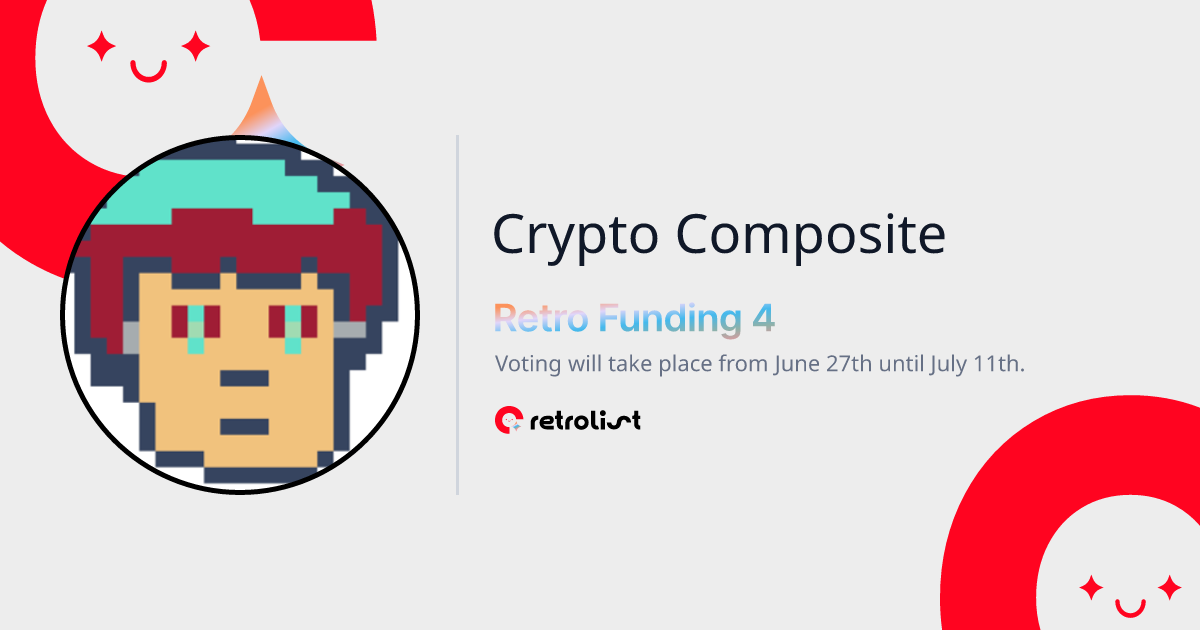 Crypto Composite
Retro Funding 4
Voting will take place from June 27th until July 11th.
retrolist